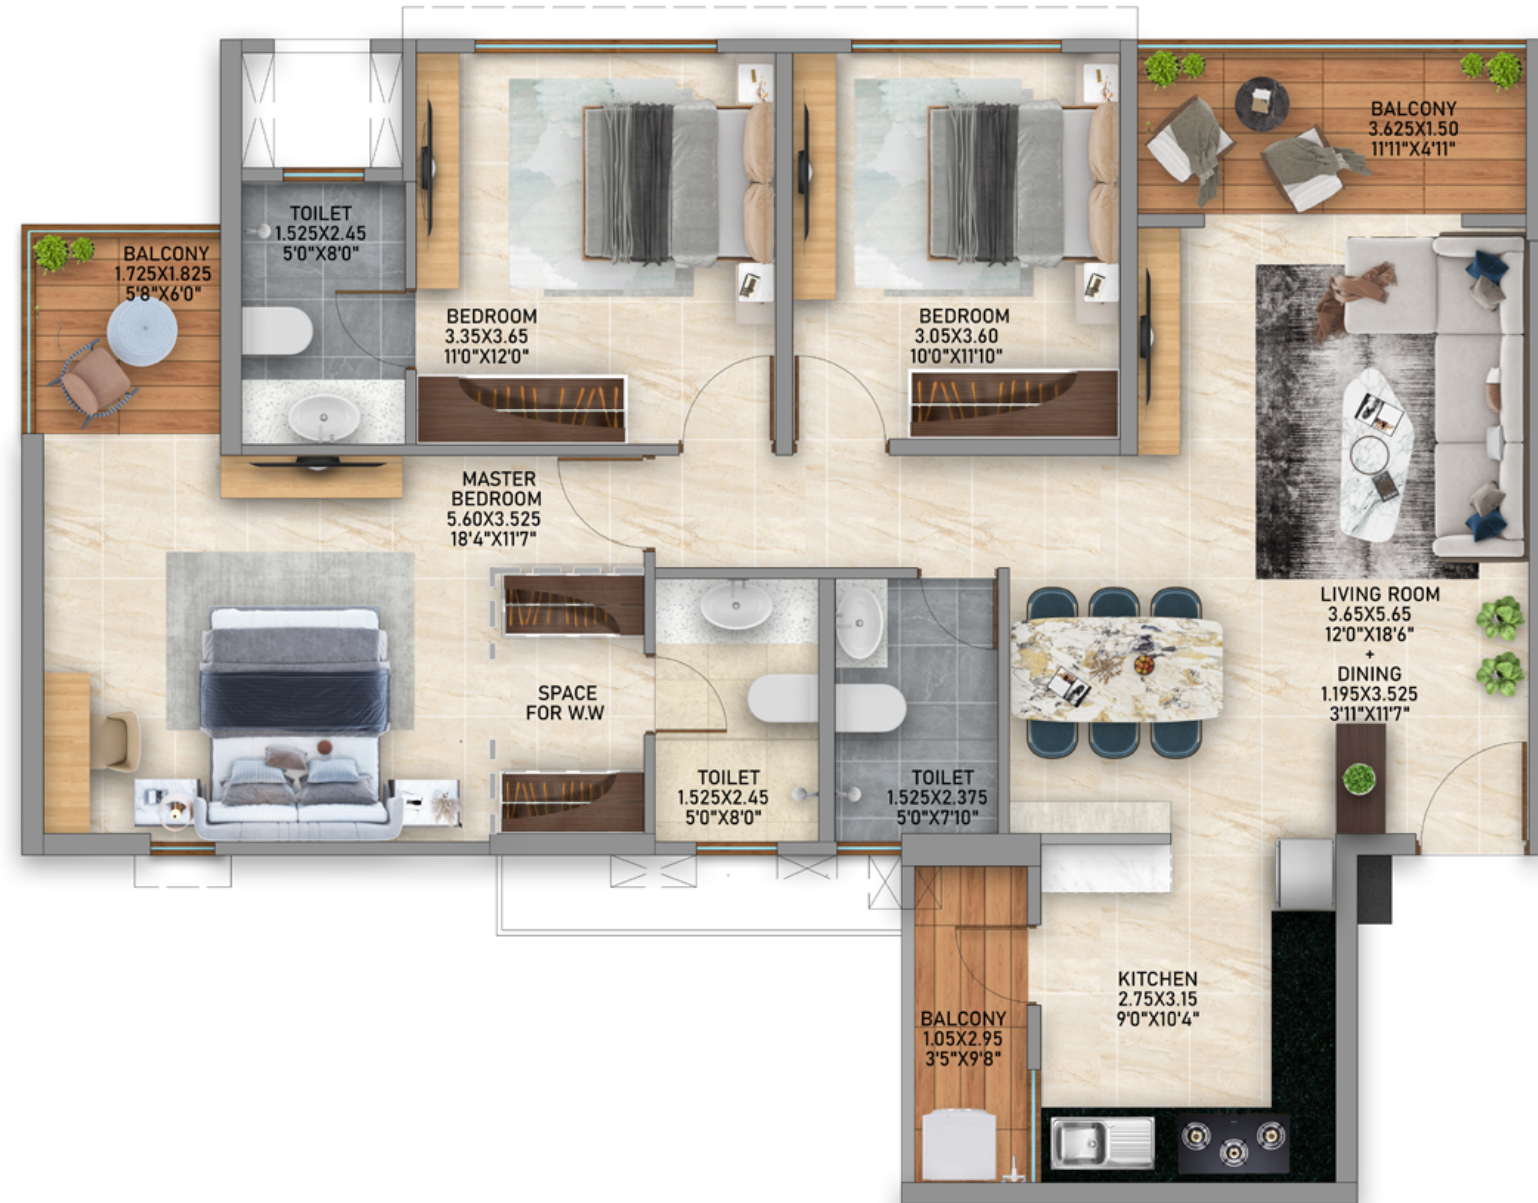 BALCONY
3.625X1.50
11'11"X4'11"
TOILET
1.525X2.45
5'0"X8'0"
BALCONY
1.725X1.825
5'8"X6'0"
BEDROOM
3.35X3.65
11'0"X12'0"
BEDROOM
3.05X3.60
10'0"X11'10"
MASTER
BEDROOM
5.60X3.525
18'4"X11'7"
LIVING ROOM
3.65X5.65
12'0"X18'6"
+
DINING
1.195X3.525
3'11"X11'7"
SPACE
FOR W.W
TOILET
1.525X2.45
5'0"X8'0"
TOILET
1.525X2.375
5'0"X7'10"
KITCHEN
2.75X3.15
9'0"X10'4"
BALCONY
1.05X2.95
3'5"X9'8"